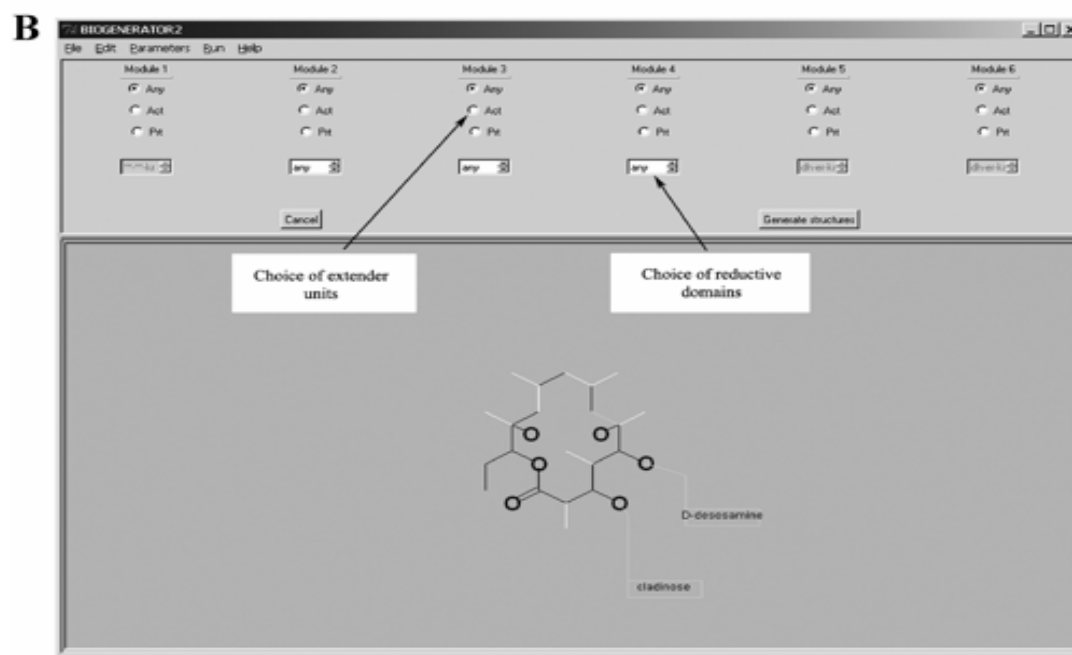 B
BIOGENERATOR2
File Edit Parameters Run Help
Module 1 Module 2 Module 3 Module 4 Module 5 Module 6
Any Any Any Any Any Any
Act Act Act Act Act Act
Prt Prt Prt Prt Prt Prt
any any any
Cancel Generate structures
Choice of extender
units
Choice of reductive
domains
O O
O O
O O
D-desosamine
cladinose